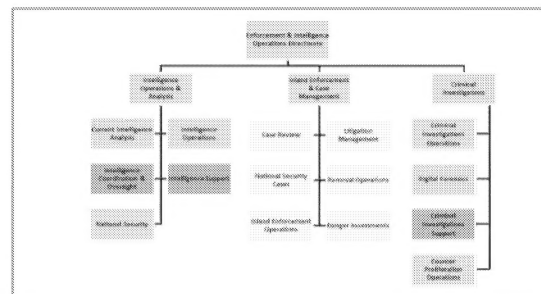 Enforcement & Intelligence
Operations Directorate
Intelligence
Operations &
Analysis
Inland Enforcement
& Case
Management
Criminal
Investigations
Current Intelligence
Analysis
Intelligence
Operations
Case Review
Litigation
Management
Criminal
Investigations
Operations
Intelligence
Coordination &
Oversight
Intelligence Support
National Security
Cases
Removal Operations
Digital Forensics
National Security
Inland Enforcement
Operations
Danger Assessments
Criminal
Investigations
Support
Counter
Proliferation
Operations